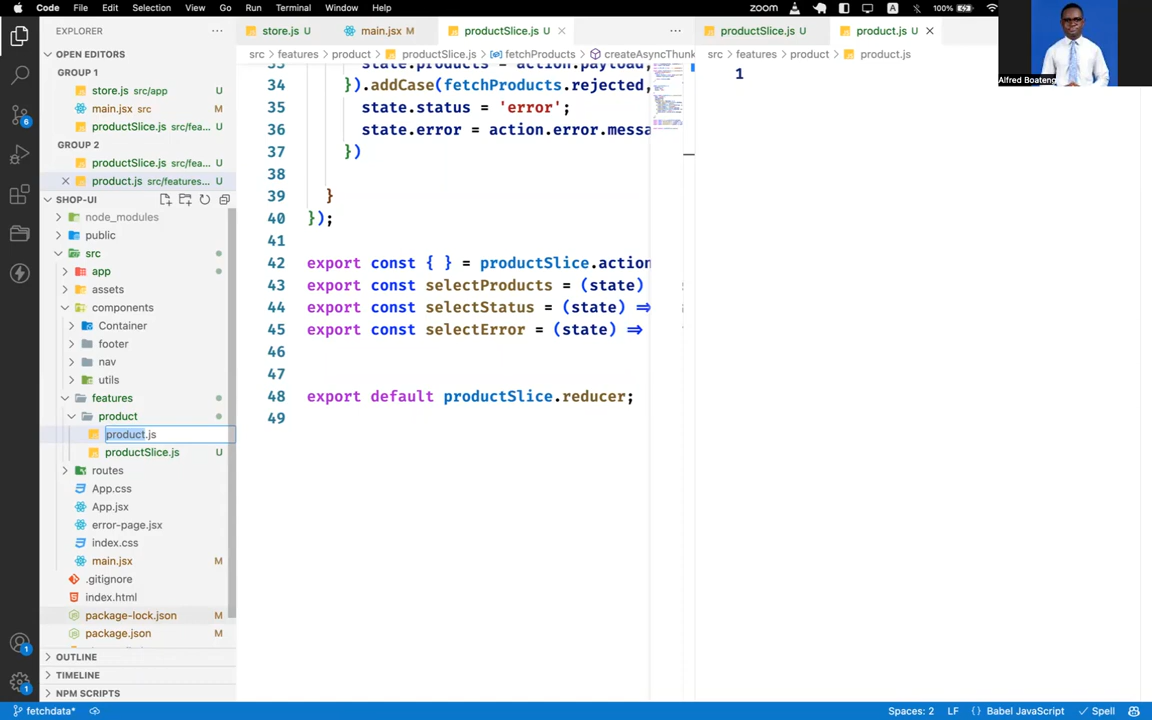 Code File Edit Selection View Go Run Terminal Window Help zoom A 100%
EXPLORER
OPEN EDITORS
GROUP 1
store.js src/app U
main.jsx src M
productSlice.js src/fea... U
GROUP 2
productSlice.js src/fea... U
product.js src/features... U
SHOP-UI
node_modules
public
src
app
assets
components
Container
footer
nav
utils
features
product
product.js
productSlice.js U
routes
App.css
App.jsx
error-page.jsx
index.css
main.jsx M
.gitignore
index.html
package-lock.json M
package.json M
OUTLINE
TIMELINE
NPM SCRIPTS
6
1
1
store.js U main.jsx M productSlice.js U
src > features > product > productSlice.js > fetchProducts > createAsyncThunk
33 state.products = action.payload;
34 }).addCase(fetchProducts.rejected,
35 state.status = 'error';
36 state.error = action.error.messa
37 })
38
39 }
40 });
41
42 export const { } = productSlice.action
43 export const selectProducts = (state)
44 export const selectStatus = (state) ⇒
45 export const selectError = (state) ⇒
46
47
48 export default productSlice.reducer;
49
productSlice.js U product.js U
src > features > product > product.js
1
Alfred Boateng
fetchdata* Spaces: 2 LF {} Babel JavaScript Spell